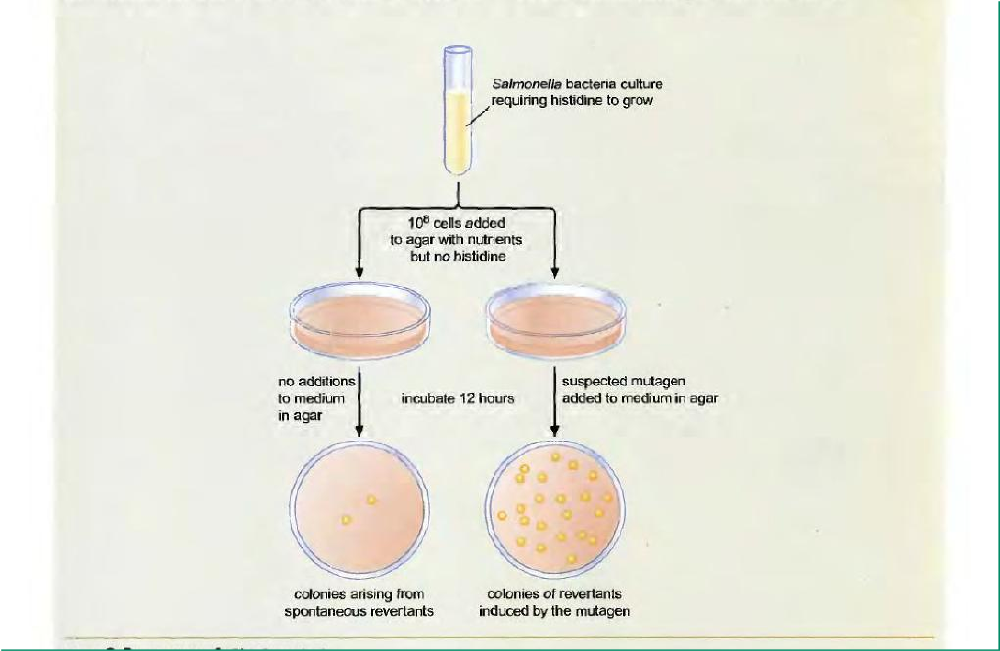 Salmonella bacteria culture
requiring histidine to grow
10⁸ cells added
to agar with nutrients
but no histidine
no additions
to medium
in agar
incubate 12 hours
suspected mutagen
added to medium in agar
colonies arising from
spontaneous revertants
colonies of revertants
induced by the mutagen